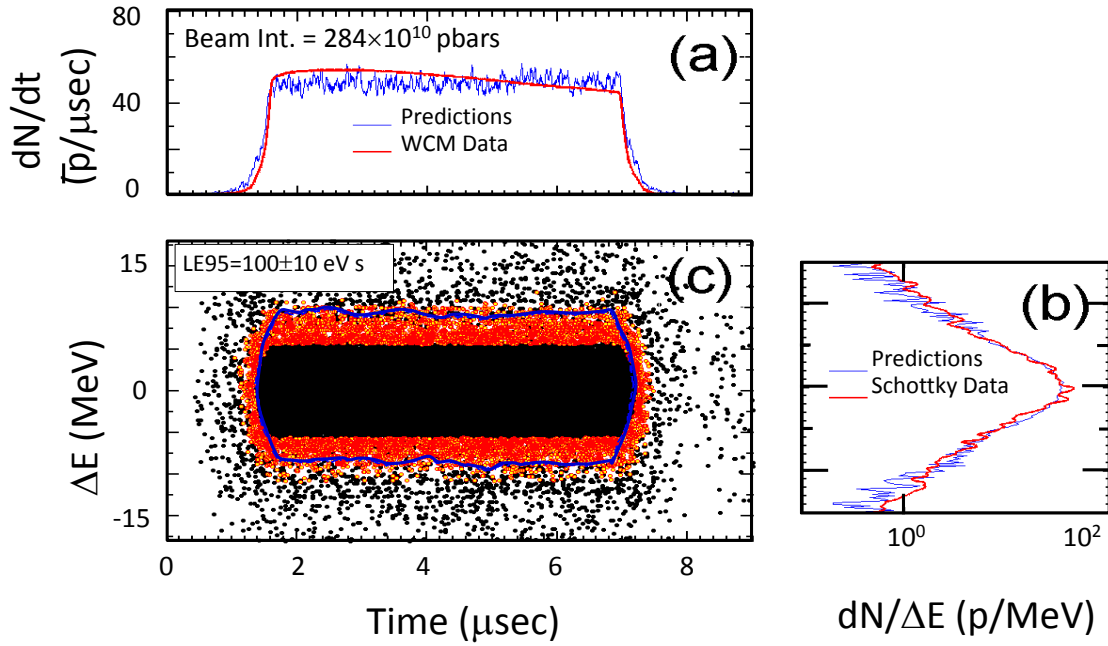 80
40
0
dN/dt
(p̅/μsec)
Beam Int. = 284×10¹⁰ pbars
(a)
Predictions
WCM Data
15
0
-15
ΔE (MeV)
LE95=100±10 eV s
(c)
0
2
4
6
8
Time (μsec)
(b)
Predictions
Schottky Data
10⁰
10²
dN/ΔE (p/MeV)